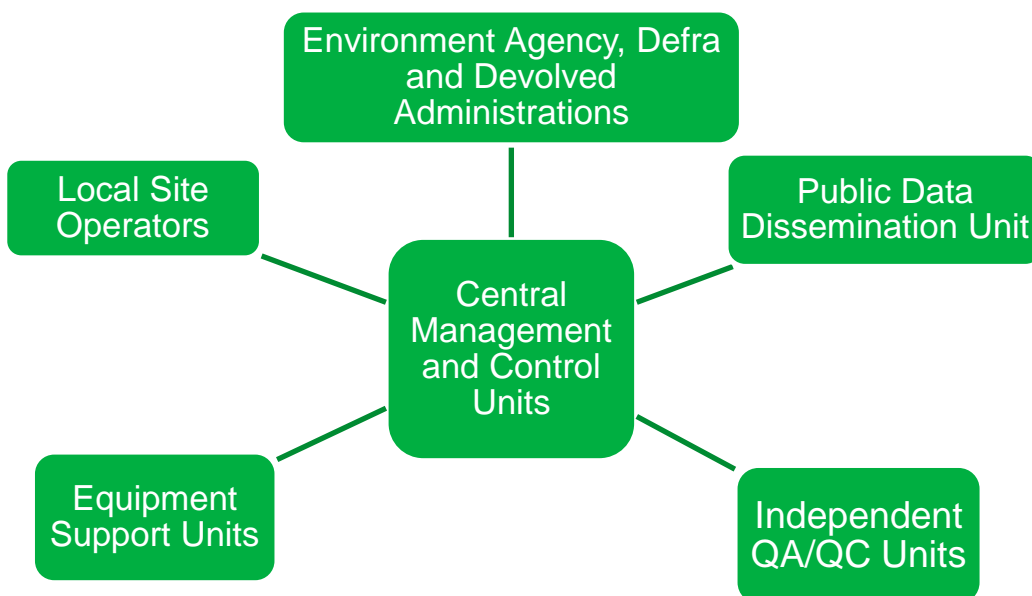 Environment Agency, Defra
and Devolved
Administrations
Local Site
Operators
Public Data
Dissemination Unit
Central
Management
and Control
Units
Equipment
Support Units
Independent
QA/QC Units